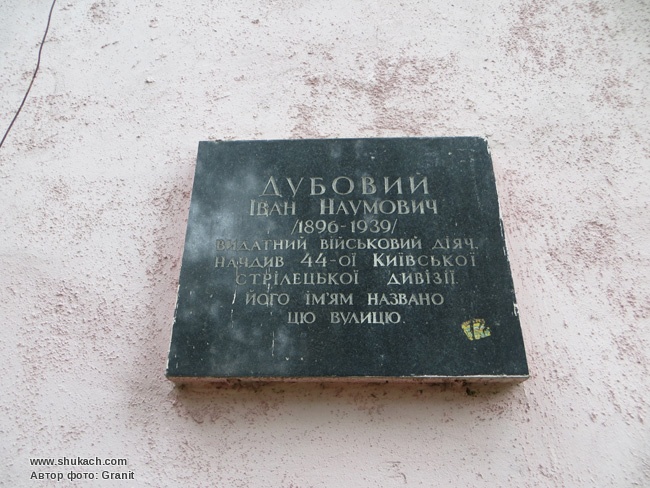 ДУБОВИЙ
ІВАН НАУМОВИЧ
/1896-1939/
ВИДАТНИЙ ВІЙСЬКОВИЙ ДІЯЧ.
НАЧДИВ 44-ОЇ КИЇВСЬКОЇ
СТРІЛЕЦЬКОЇ ДИВІЗІЇ.
ЙОГО ІМ'ЯМ НАЗВАНО
ЦЮ ВУЛИЦЮ.
www.shukach.com
Автор фото: Granit